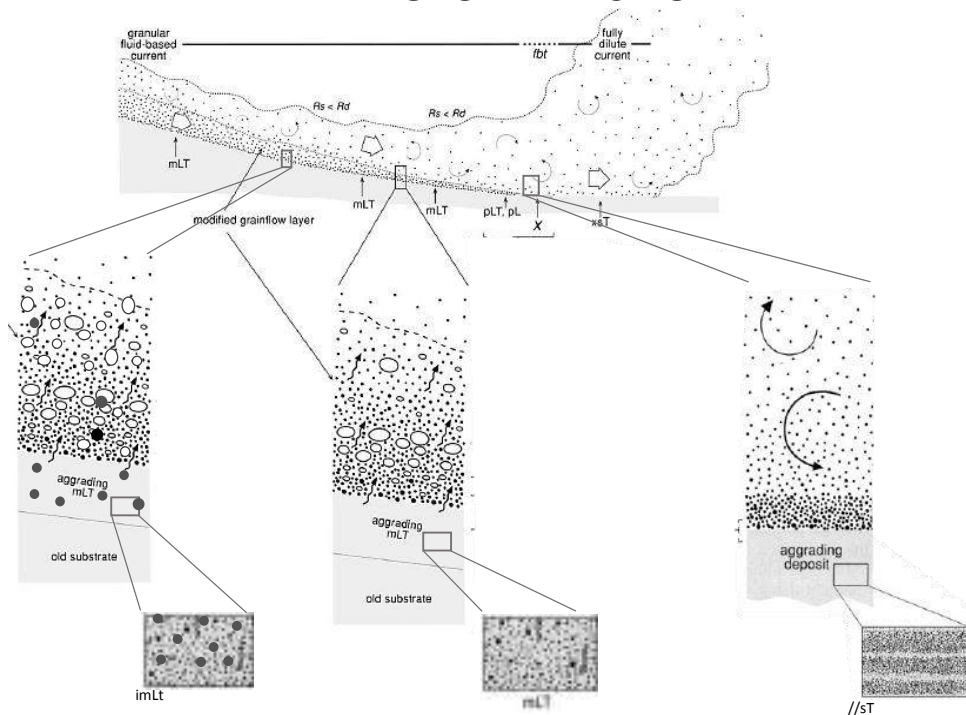 granular
fluid-based
current
fbt
fully
dilute
current
Rs < Rd
Rs < Rd
mLT
mLT
mLT
pLT, pL
X
xsT
modified grainflow layer
aggrading
mLT
old substrate
aggrading
mLT
old substrate
aggrading
deposit
imLt
mLT
//sT